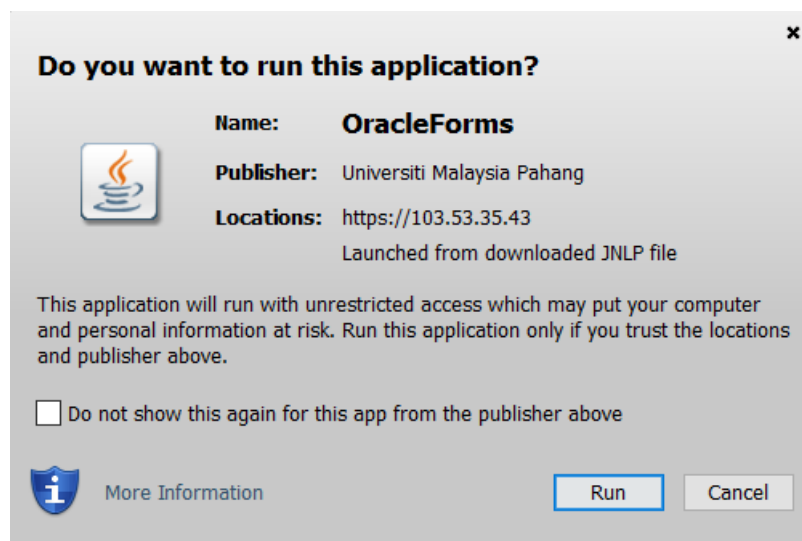 Do you want to run this application?
Name: OracleForms
Publisher: Universiti Malaysia Pahang
Locations: https://103.53.35.43
Launched from downloaded JNLP file
This application will run with unrestricted access which may put your computer
and personal information at risk. Run this application only if you trust the locations
and publisher above.
Do not show this again for this app from the publisher above
More Information
Run
Cancel